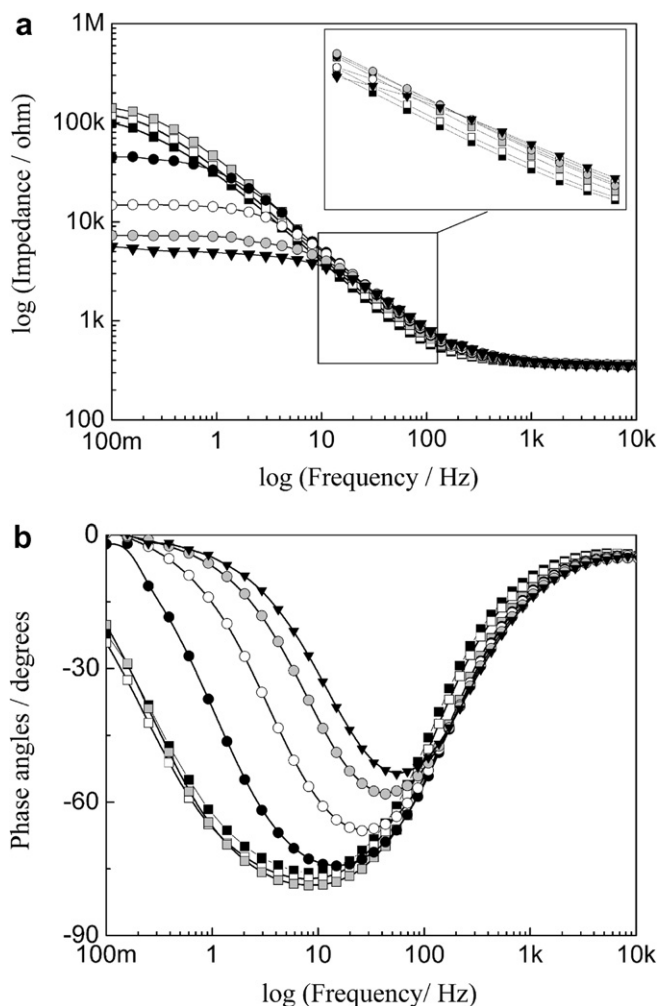 a
1M
100k
10k
1k
100
log (Impedance / ohm)
100m 1 10 100 1k 10k
log (Frequency / Hz)
b
0
-30
-60
-90
Phase angles / degrees
100m 1 10 100 1k 10k
log (Frequency/ Hz)